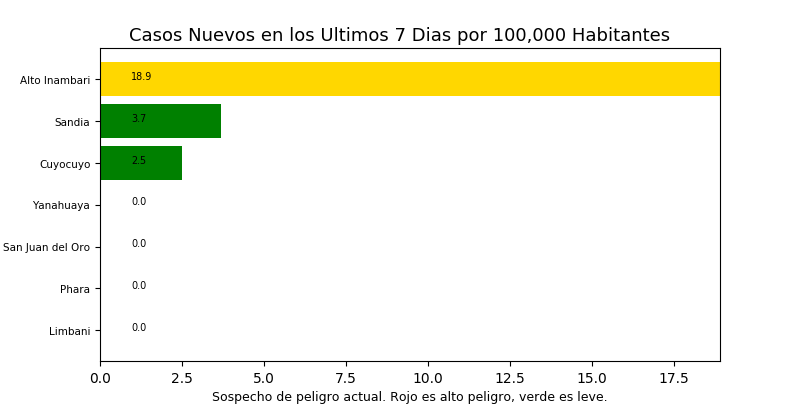 Casos Nuevos en los Ultimos 7 Dias por 100,000 Habitantes
Alto Inambari 18.9
Sandia 3.7
Cuyocuyo 2.5
Yanahuaya 0.0
San Juan del Oro 0.0
Phara 0.0
Limbani 0.0
0.0 2.5 5.0 7.5 10.0 12.5 15.0 17.5
Sospecho de peligro actual. Rojo es alto peligro, verde es leve.